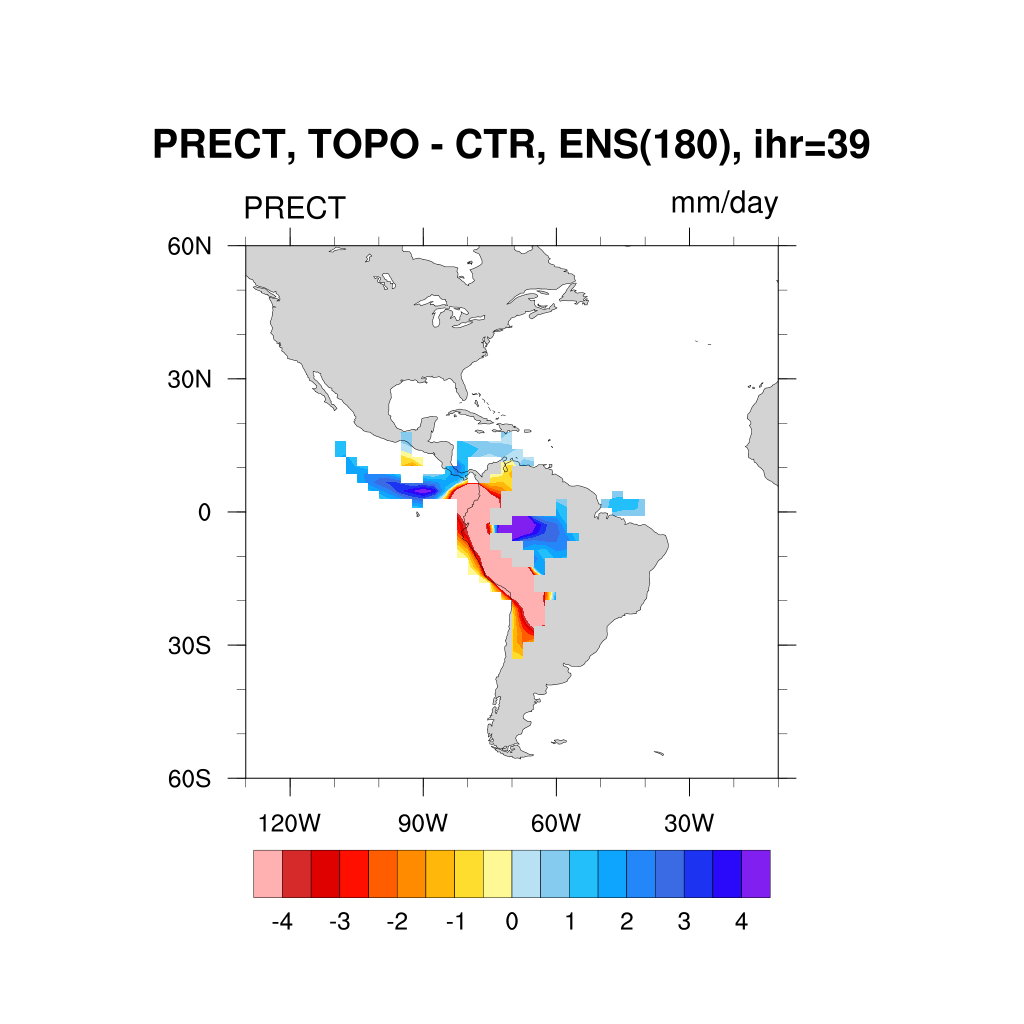 PRECT, TOPO - CTR, ENS(180), ihr=39
PRECT mm/day
60N
30N
0
30S
60S
120W 90W 60W 30W
-4 -3 -2 -1 0 1 2 3 4